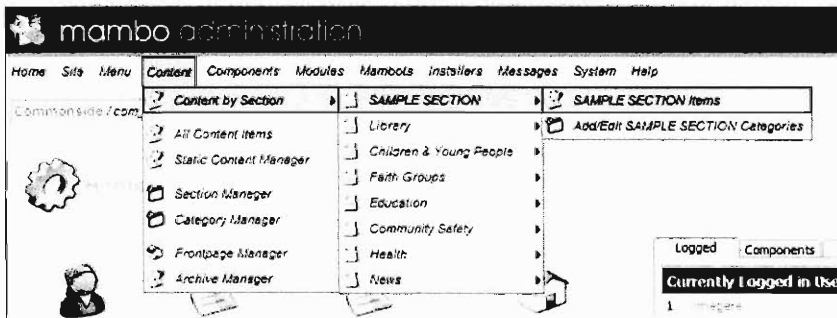 mambo administration
Home Site Menu Content Components Modules Mambots Installers Messages System Help
Commonside / com
Content by Section
All Content Items
Static Content Manager
Section Manager
Category Manager
Frontpage Manager
Archive Manager
SAMPLE SECTION
Library
Children & Young People
Faith Groups
Education
Community Safety
Health
News
SAMPLE SECTION Items
Add/Edit SAMPLE SECTION Categories
Logged Components
Currently Logged in Use
1